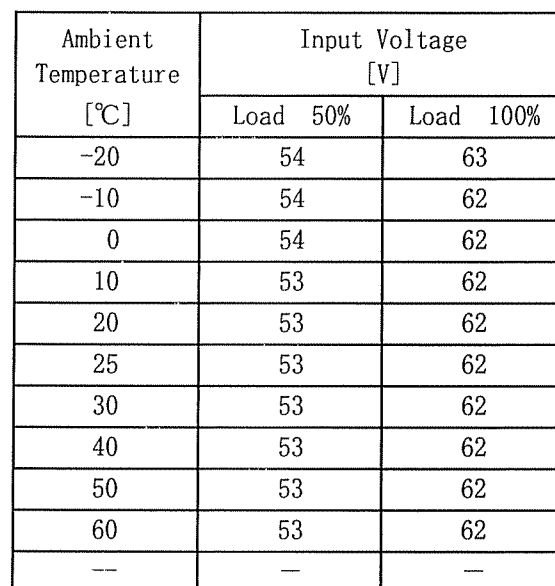 Ambient Temperature [℃] Input Voltage [V]
Load 50% Load 100%
-20 54 63
-10 54 62
0 54 62
10 53 62
20 53 62
25 53 62
30 53 62
40 53 62
50 53 62
60 53 62
-- — —